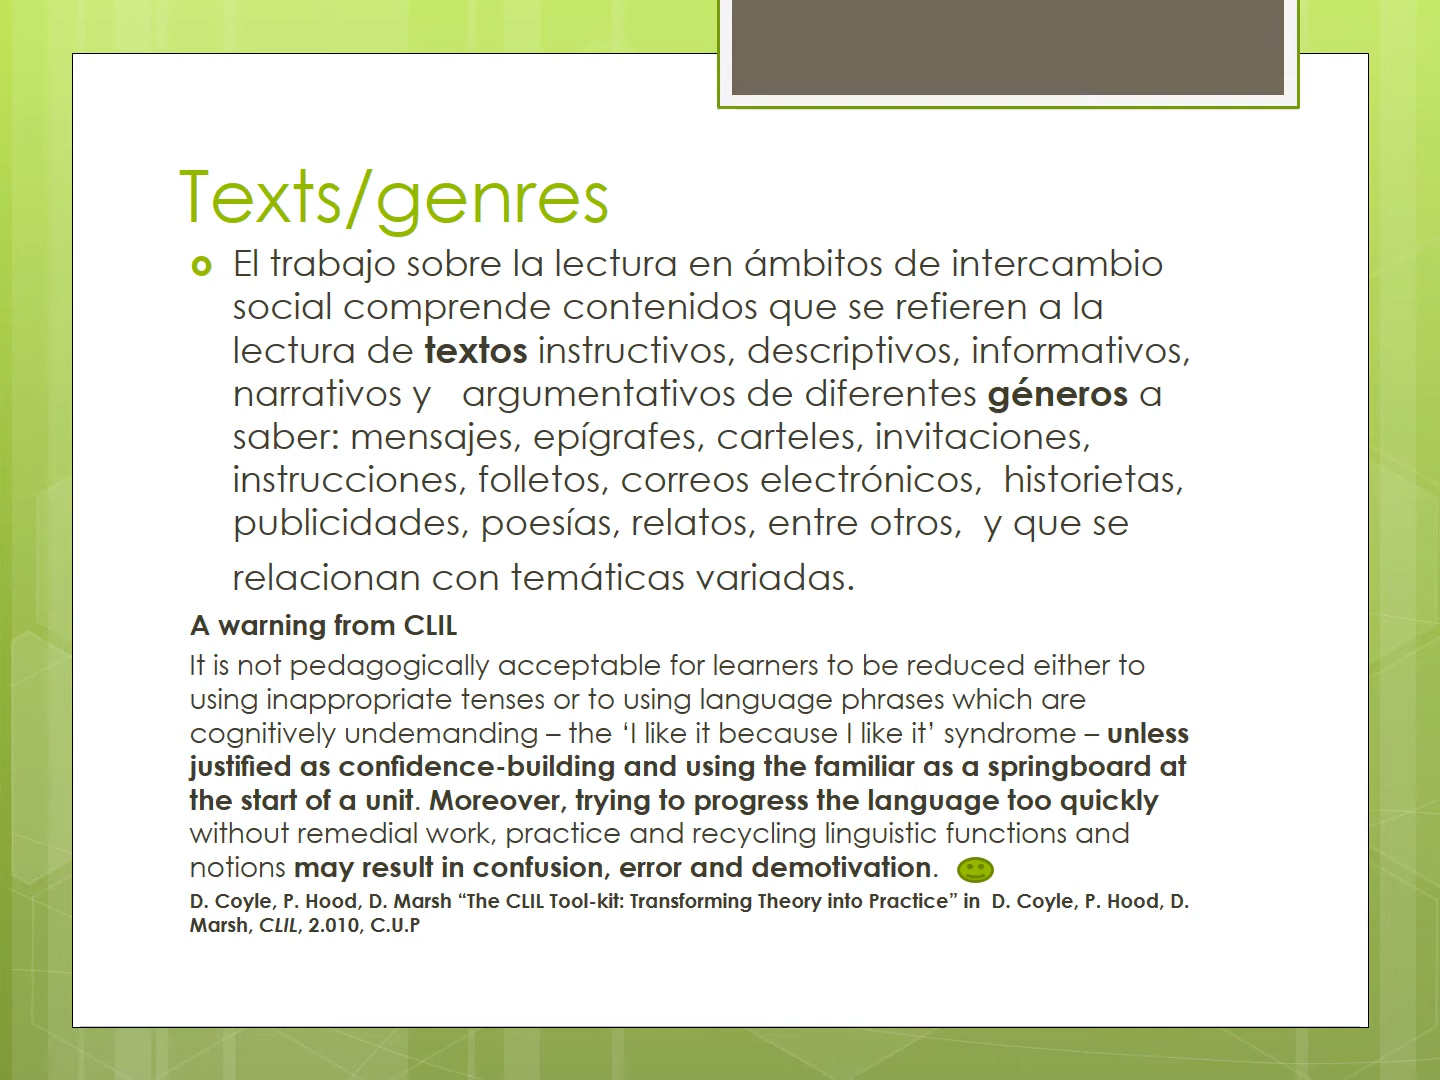 Texts/genres
El trabajo sobre la lectura en ámbitos de intercambio
social comprende contenidos que se refieren a la
lectura de textos instructivos, descriptivos, informativos,
narrativos y argumentativos de diferentes géneros a
saber: mensajes, epígrafes, carteles, invitaciones,
instrucciones, folletos, correos electrónicos, historietas,
publicidades, poesías, relatos, entre otros, y que se
relacionan con temáticas variadas.
A warning from CLIL
It is not pedagogically acceptable for learners to be reduced either to
using inappropriate tenses or to using language phrases which are
cognitively undemanding – the ‘I like it because I like it’ syndrome – unless
justified as confidence-building and using the familiar as a springboard at
the start of a unit. Moreover, trying to progress the language too quickly
without remedial work, practice and recycling linguistic functions and
notions may result in confusion, error and demotivation.
D. Coyle, P. Hood, D. Marsh “The CLIL Tool-kit: Transforming Theory into Practice” in D. Coyle, P. Hood, D.
Marsh, CLIL, 2.010, C.U.P